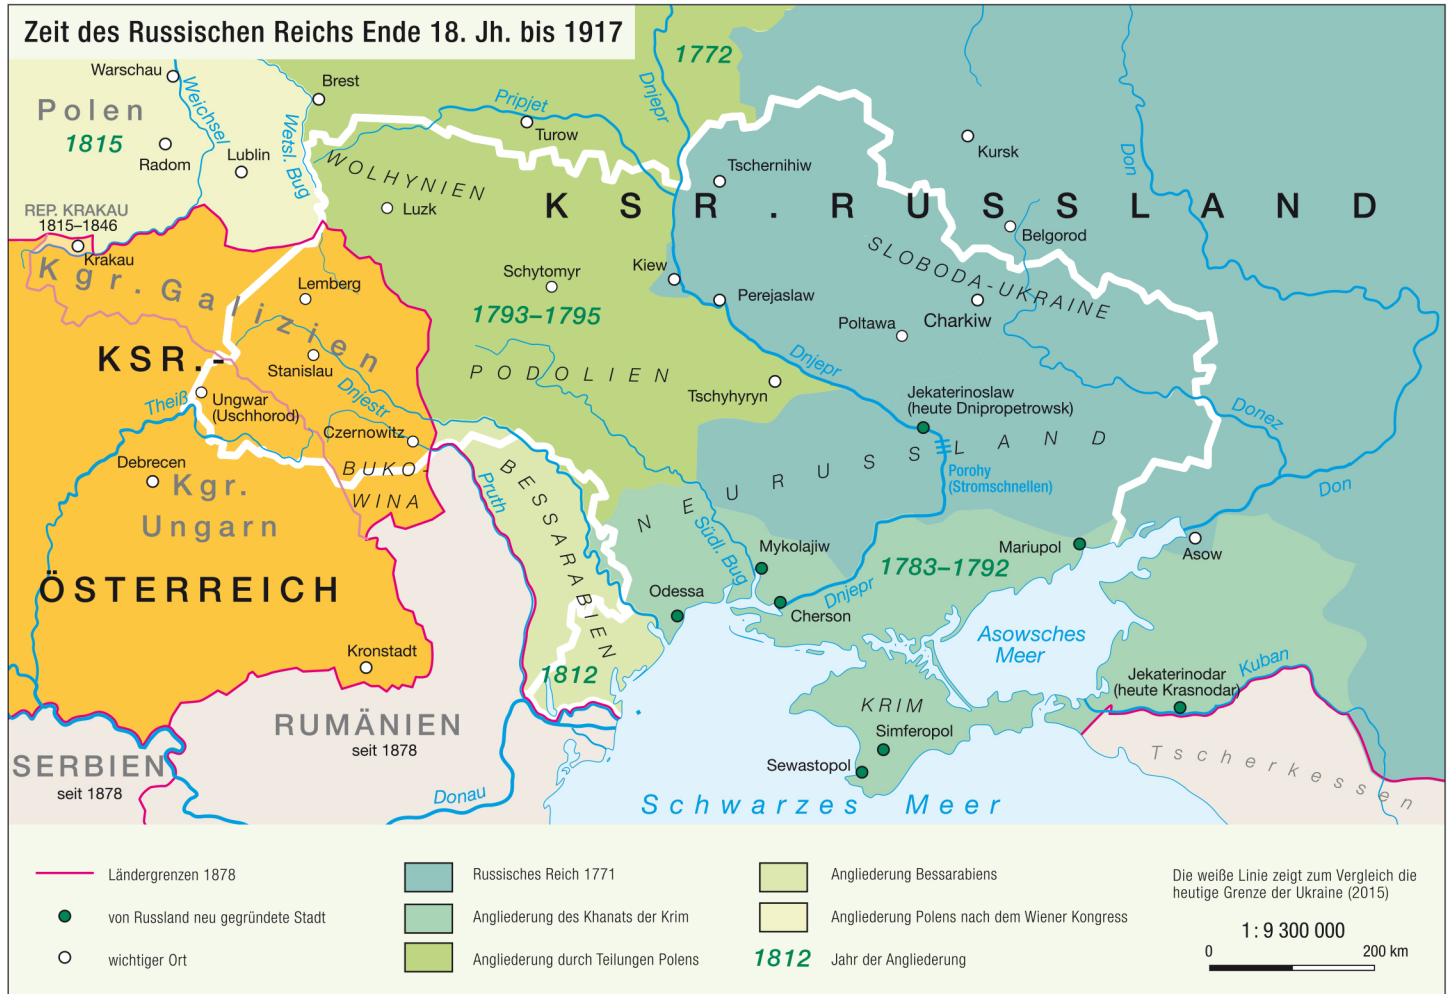 Zeit des Russischen Reichs Ende 18. Jh. bis 1917
1772
Warschau
Brest
Weichsel
Dnjepr
Polen
Pripjet
1815
Wetsl. Bug
Turow
Don
Kursk
Radom
Lublin
Tschernihiw
WOLHYNIEN
KSR. RUSSLAND
REP. KRAKAU
1815–1846
Luzk
Krakau
Belgorod
SLOBODA-UKRAINE
Kgr. Galizien
Kiew
Schytomyr
Lemberg
Perejaslaw
1793–1795
Poltawa
Charkiw
KSR.-
Stanislau
PODOLIEN
Dnjepr
Dnjestr
Theiß
Ungwar
(Uschhorod)
Tschyhyryn
Jekaterinoslaw
(heute Dnipropetrowsk)
Donez
Czernowitz
NEURUSSLAND
Debrecen
BUKO-
WINA
BESSARABIEN
Pruth
Porohy
(Stromschnellen)
Don
Kgr.
Ungarn
Südl. Bug
Mykolajiw
Mariupol
Asow
1783–1792
ÖSTERREICH
Odessa
Dnjepr
Cherson
Asowsches
Meer
Kronstadt
1812
Jekaterinodar
(heute Krasnodar)
Kuban
KRIM
RUMÄNIEN
seit 1878
Simferopol
Tscherkessen
SERBIEN
seit 1878
Sewastopol
Donau
Schwarzes Meer
Ländergrenzen 1878
von Russland neu gegründete Stadt
wichtiger Ort
Russisches Reich 1771
Angliederung des Khanats der Krim
Angliederung durch Teilungen Polens
Angliederung Bessarabiens
Angliederung Polens nach dem Wiener Kongress
1812 Jahr der Angliederung
Die weiße Linie zeigt zum Vergleich die
heutige Grenze der Ukraine (2015)
1 : 9 300 000
0 200 km